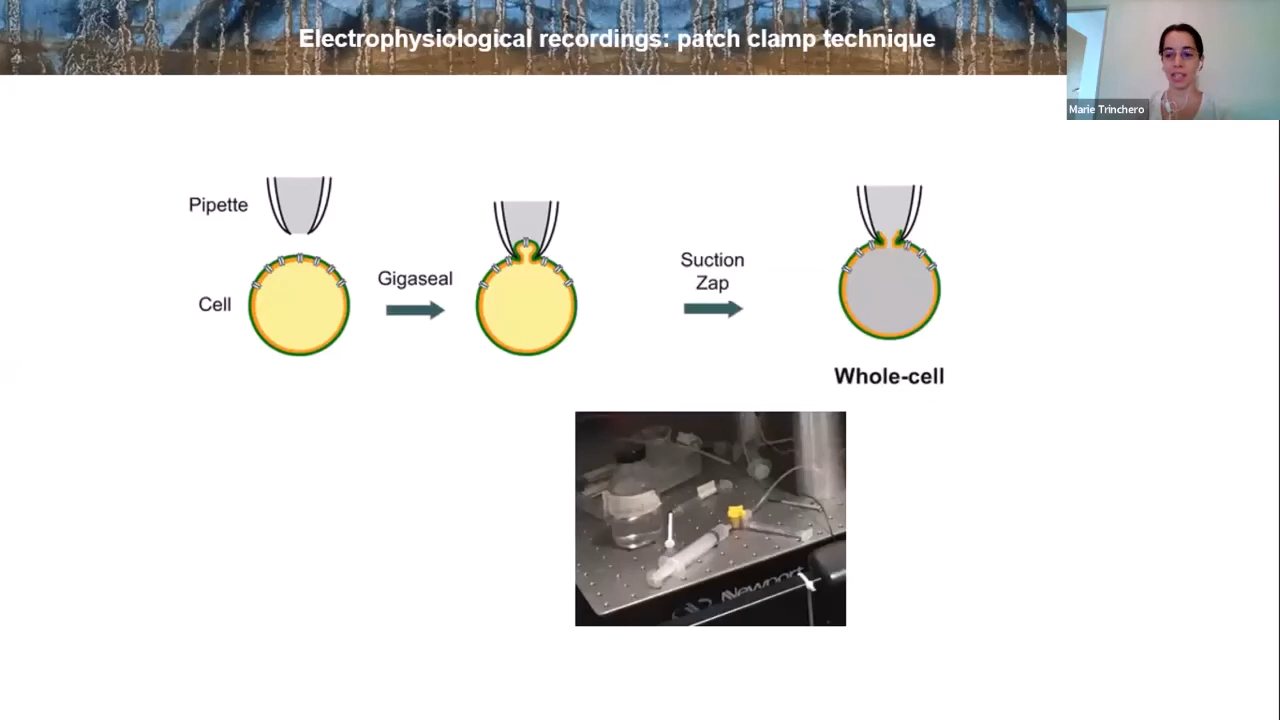 Electrophysiological recordings: patch clamp technique
Marie Trinchero
Pipette
Gigaseal
Cell
Suction
Zap
Whole-cell
Newport